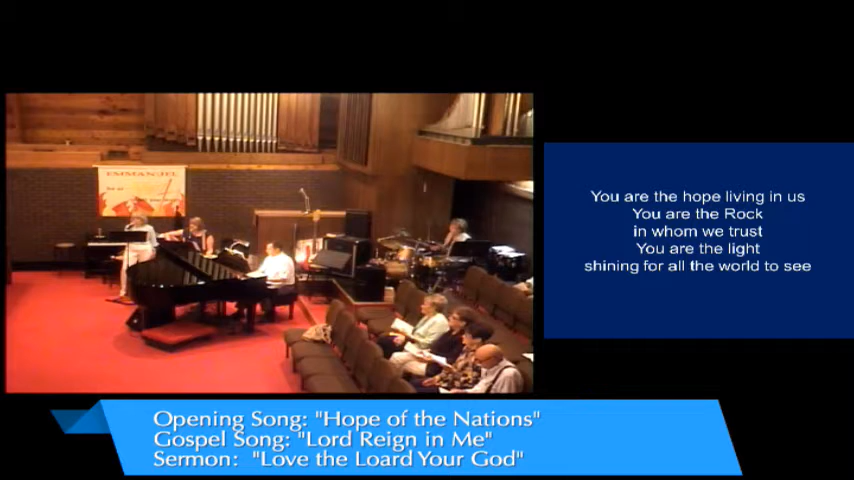 EMMANUEL
You are the hope living in us
You are the Rock
in whom we trust
You are the light
shining for all the world to see
Opening Song: "Hope of the Nations"
Gospel Song: "Lord Reign in Me"
Sermon: "Love the Loard Your God"